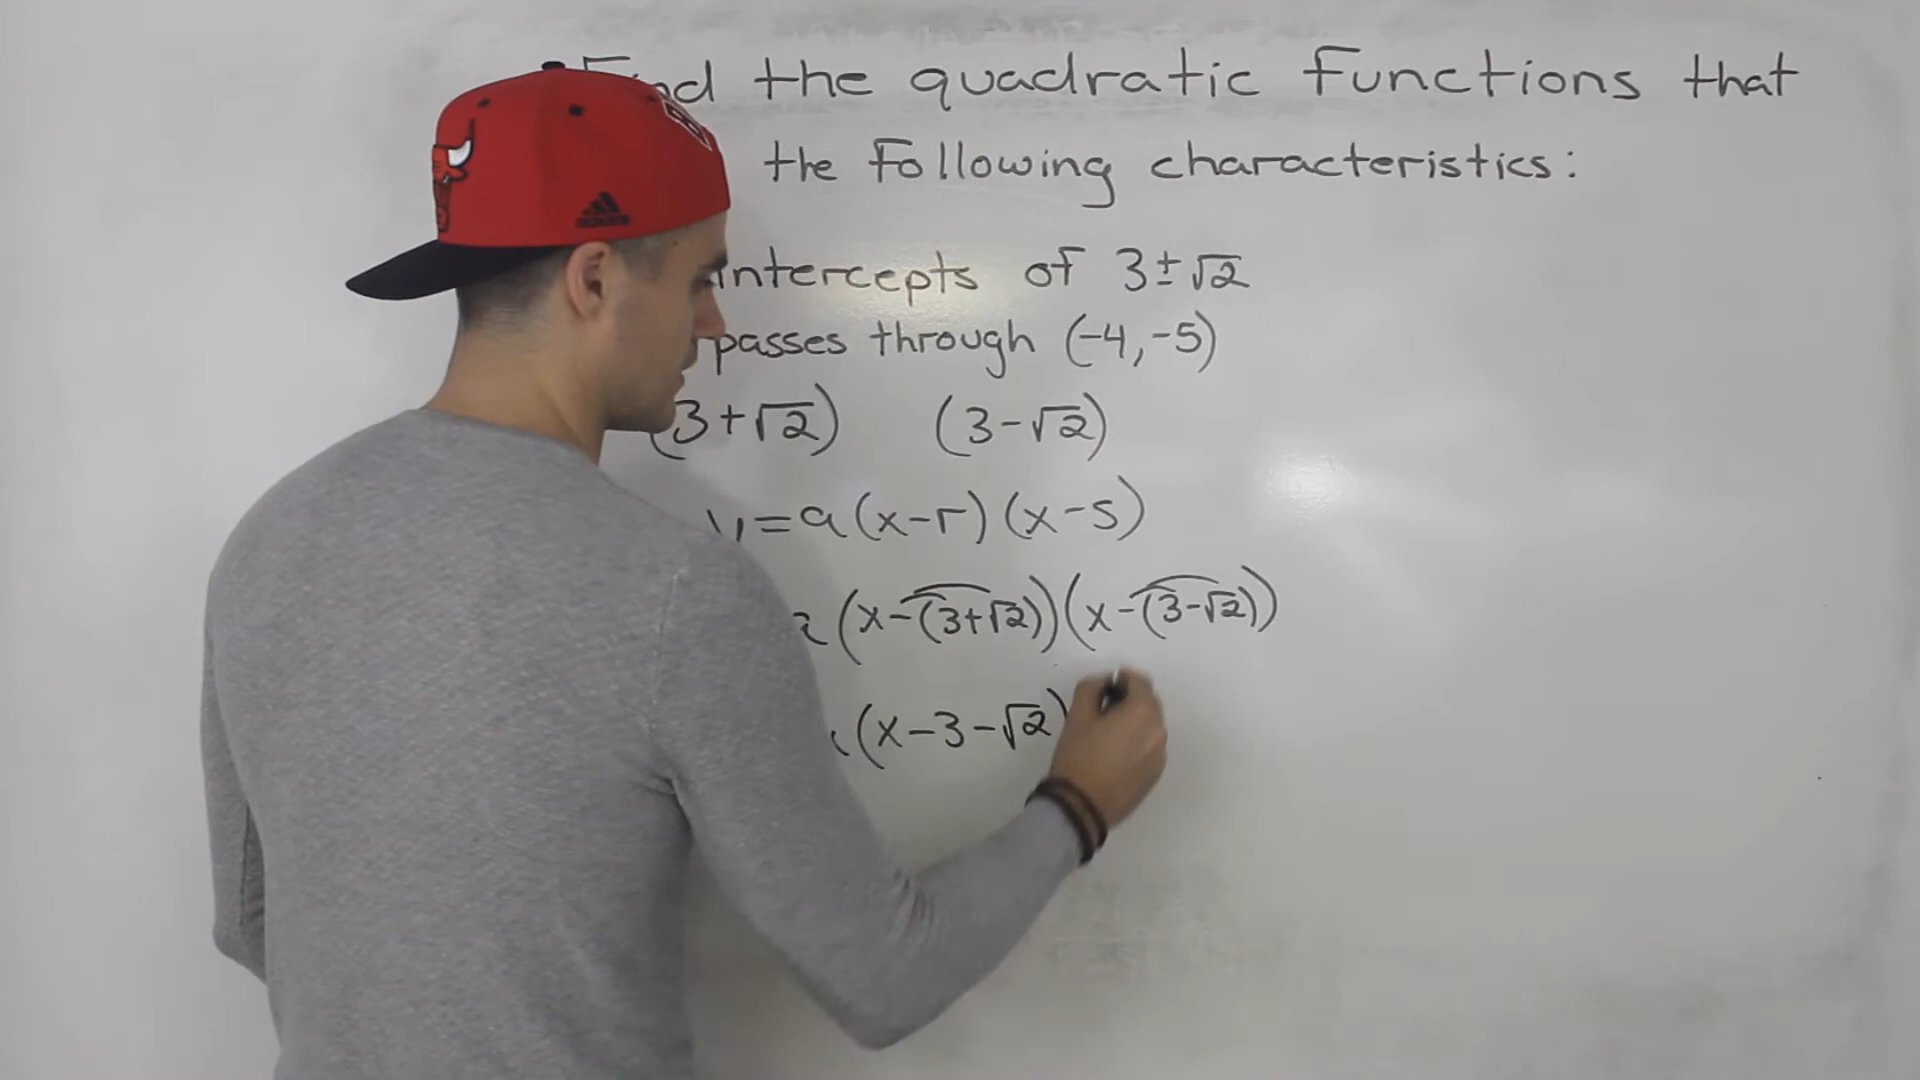 Find the quadratic functions that
the following characteristics:
intercepts of 3±√2
passes through (-4,-5)
(3+√2) (3-√2)
y=a(x-r)(x-s)
(x-(3+√2))(x-(3-√2))
(x-3-√2)